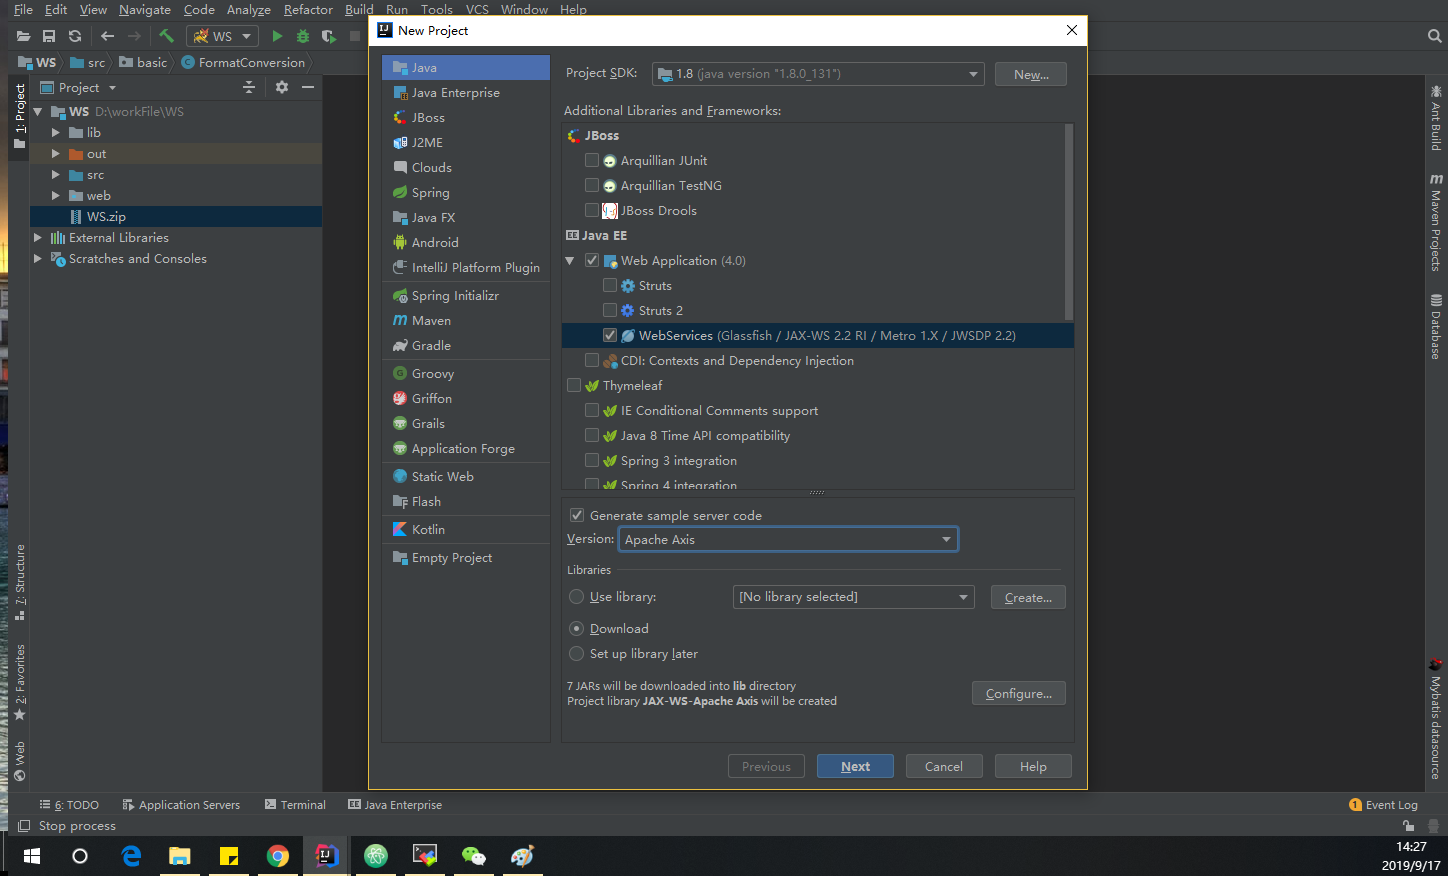 File Edit View Navigate Code Analyze Refactor Build Run Tools VCS Window Help
WS
WS src basic FormatConversion
1: Project
7: Structure
2: Favorites
Web
Project
WS D:\workFile\WS
lib
out
src
web
WS.zip
External Libraries
Scratches and Consoles
New Project
Java
Java Enterprise
JBoss
J2ME
Clouds
Spring
Java FX
Android
IntelliJ Platform Plugin
Spring Initializr
Maven
Gradle
Groovy
Griffon
Grails
Application Forge
Static Web
Flash
Kotlin
Empty Project
Project SDK: 1.8 (java version "1.8.0_131") New...
Additional Libraries and Frameworks:
JBoss
Arquillian JUnit
Arquillian TestNG
JBoss Drools
Java EE
Web Application (4.0)
Struts
Struts 2
WebServices (Glassfish / JAX-WS 2.2 RI / Metro 1.X / JWSDP 2.2)
CDI: Contexts and Dependency Injection
Thymeleaf
IE Conditional Comments support
Java 8 Time API compatibility
Spring 3 integration
Spring 4 integration
Generate sample server code
Version: Apache Axis
Libraries
Use library: [No library selected] Create...
Download
Set up library later
7 JARs will be downloaded into lib directory
Project library JAX-WS-Apache Axis will be created
Configure...
Previous Next Cancel Help
Ant Build
Maven Projects
Database
Mybatis datasource
6: TODO Application Servers Terminal Java Enterprise
1 Event Log
Stop process
14:27
2019/9/17